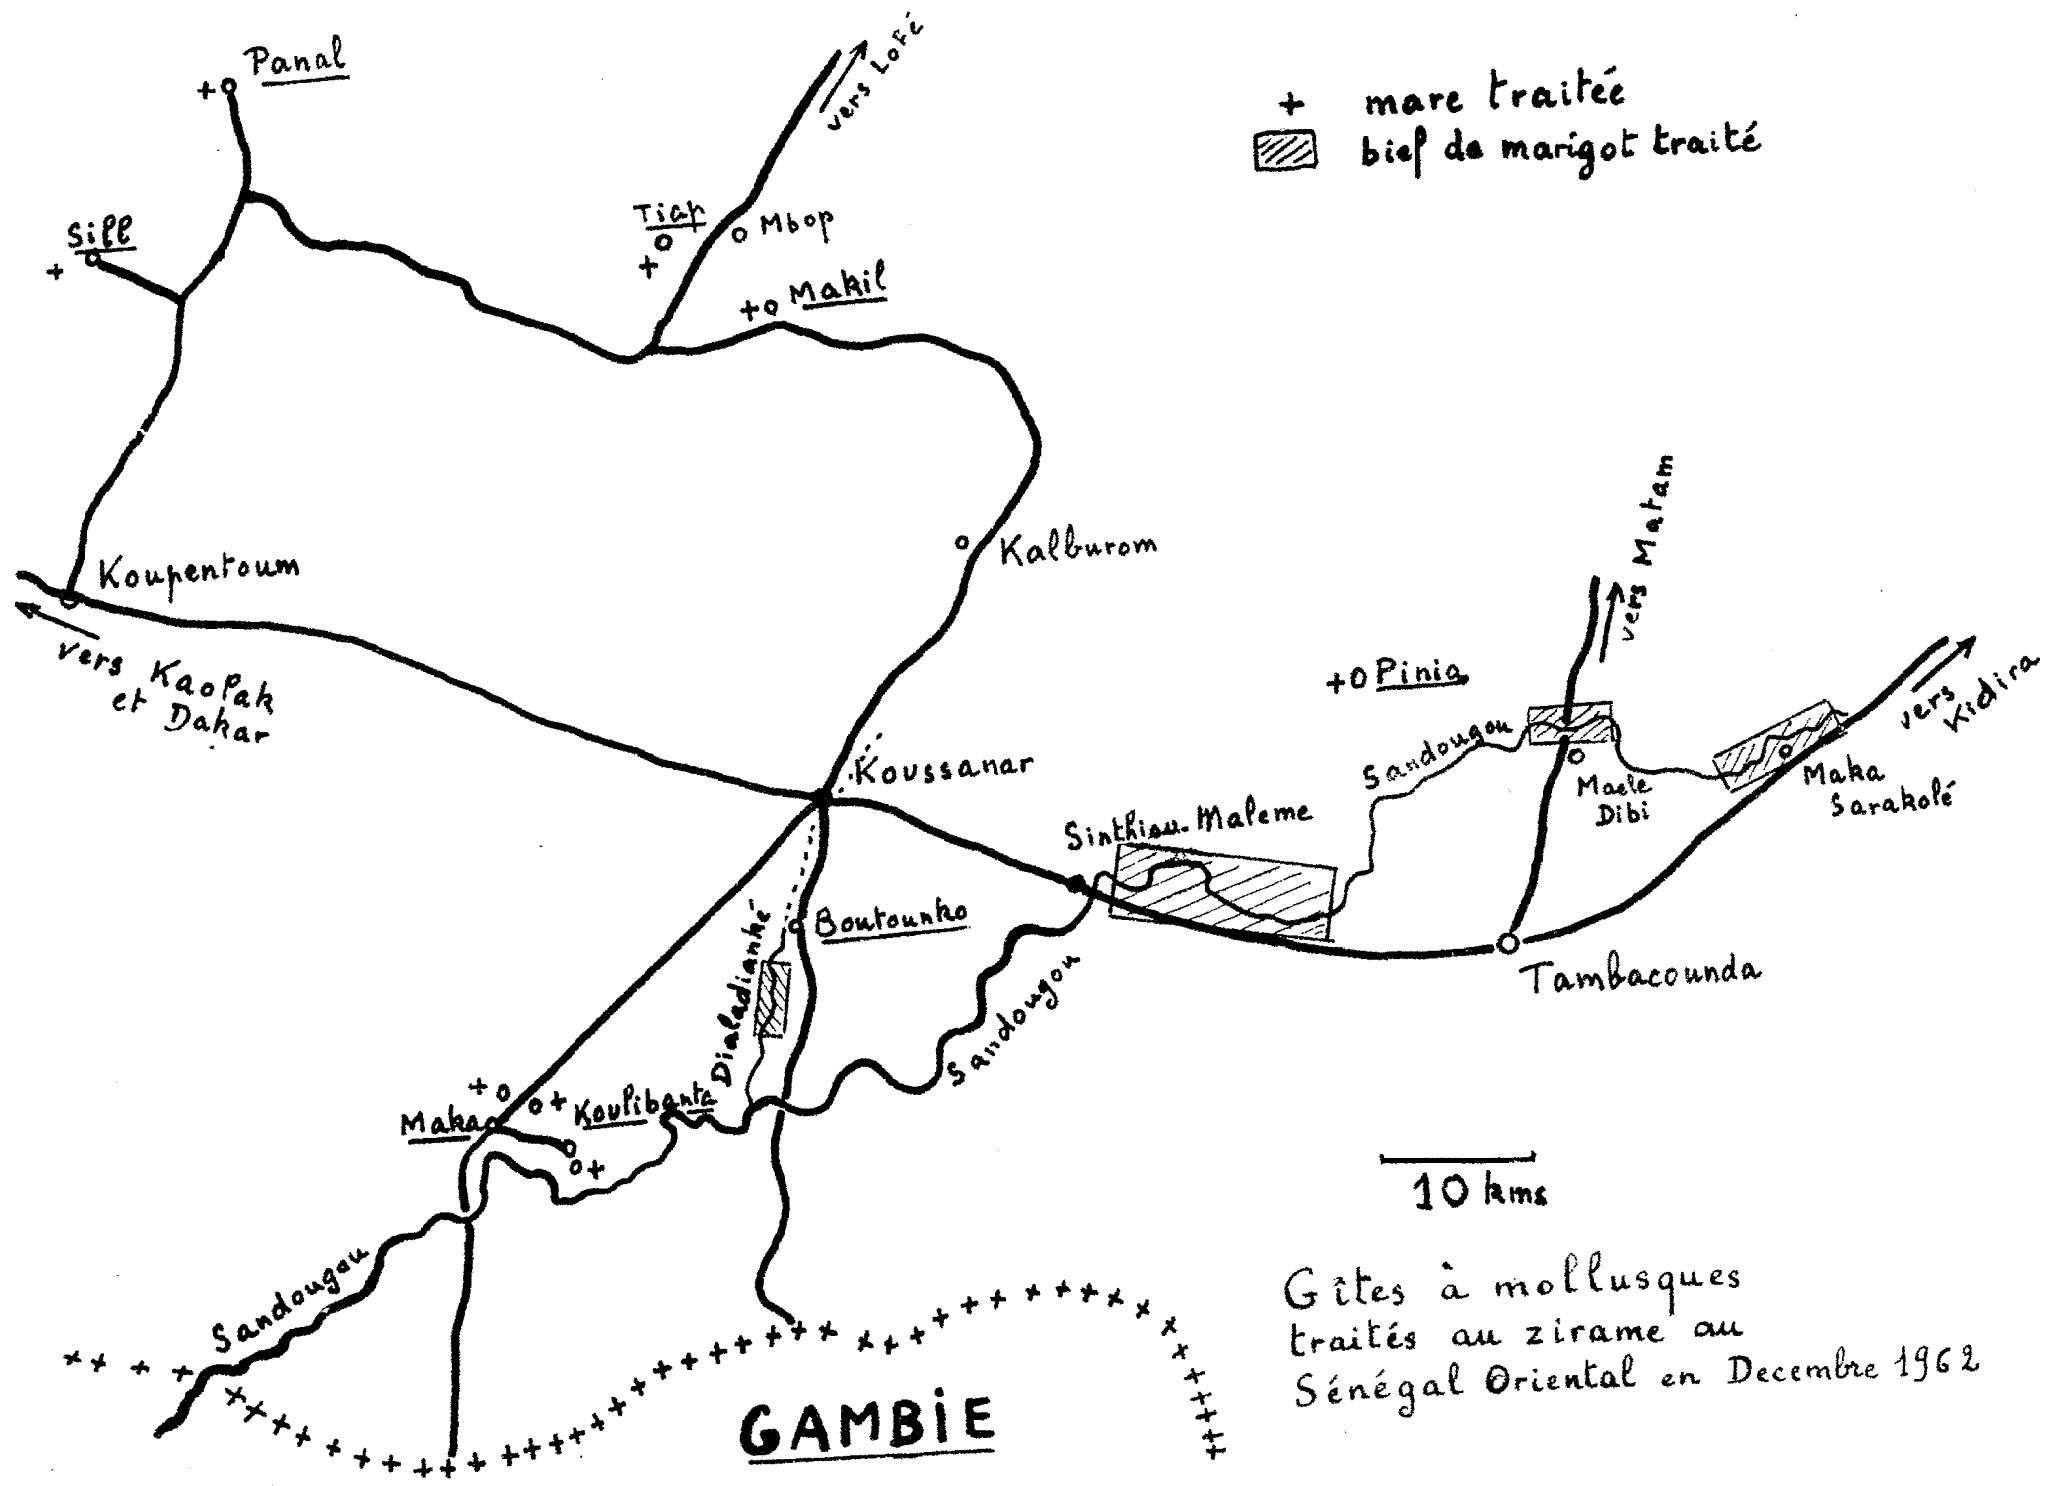 Panal
vers Lofé
+ mare traitée
bief de marigot traité
Sill
Tiap
Mbop
Makil
Koupentoum
Kalburom
vers Matam
vers Kaolak
et Dakar
Pinia
vers
Kidira
Koussanar
Sandougou
Maele
Dibi
Maka
Sarakolé
Sinthiou-Maleme
Boutounko
Dialadianké
Tambacounda
Sandougou
Maka
Koulibanta
10 kms
Sandougou
GAMBiE
Gîtes à mollusques
traités au zirame au
Sénégal Oriental en Decembre 1962